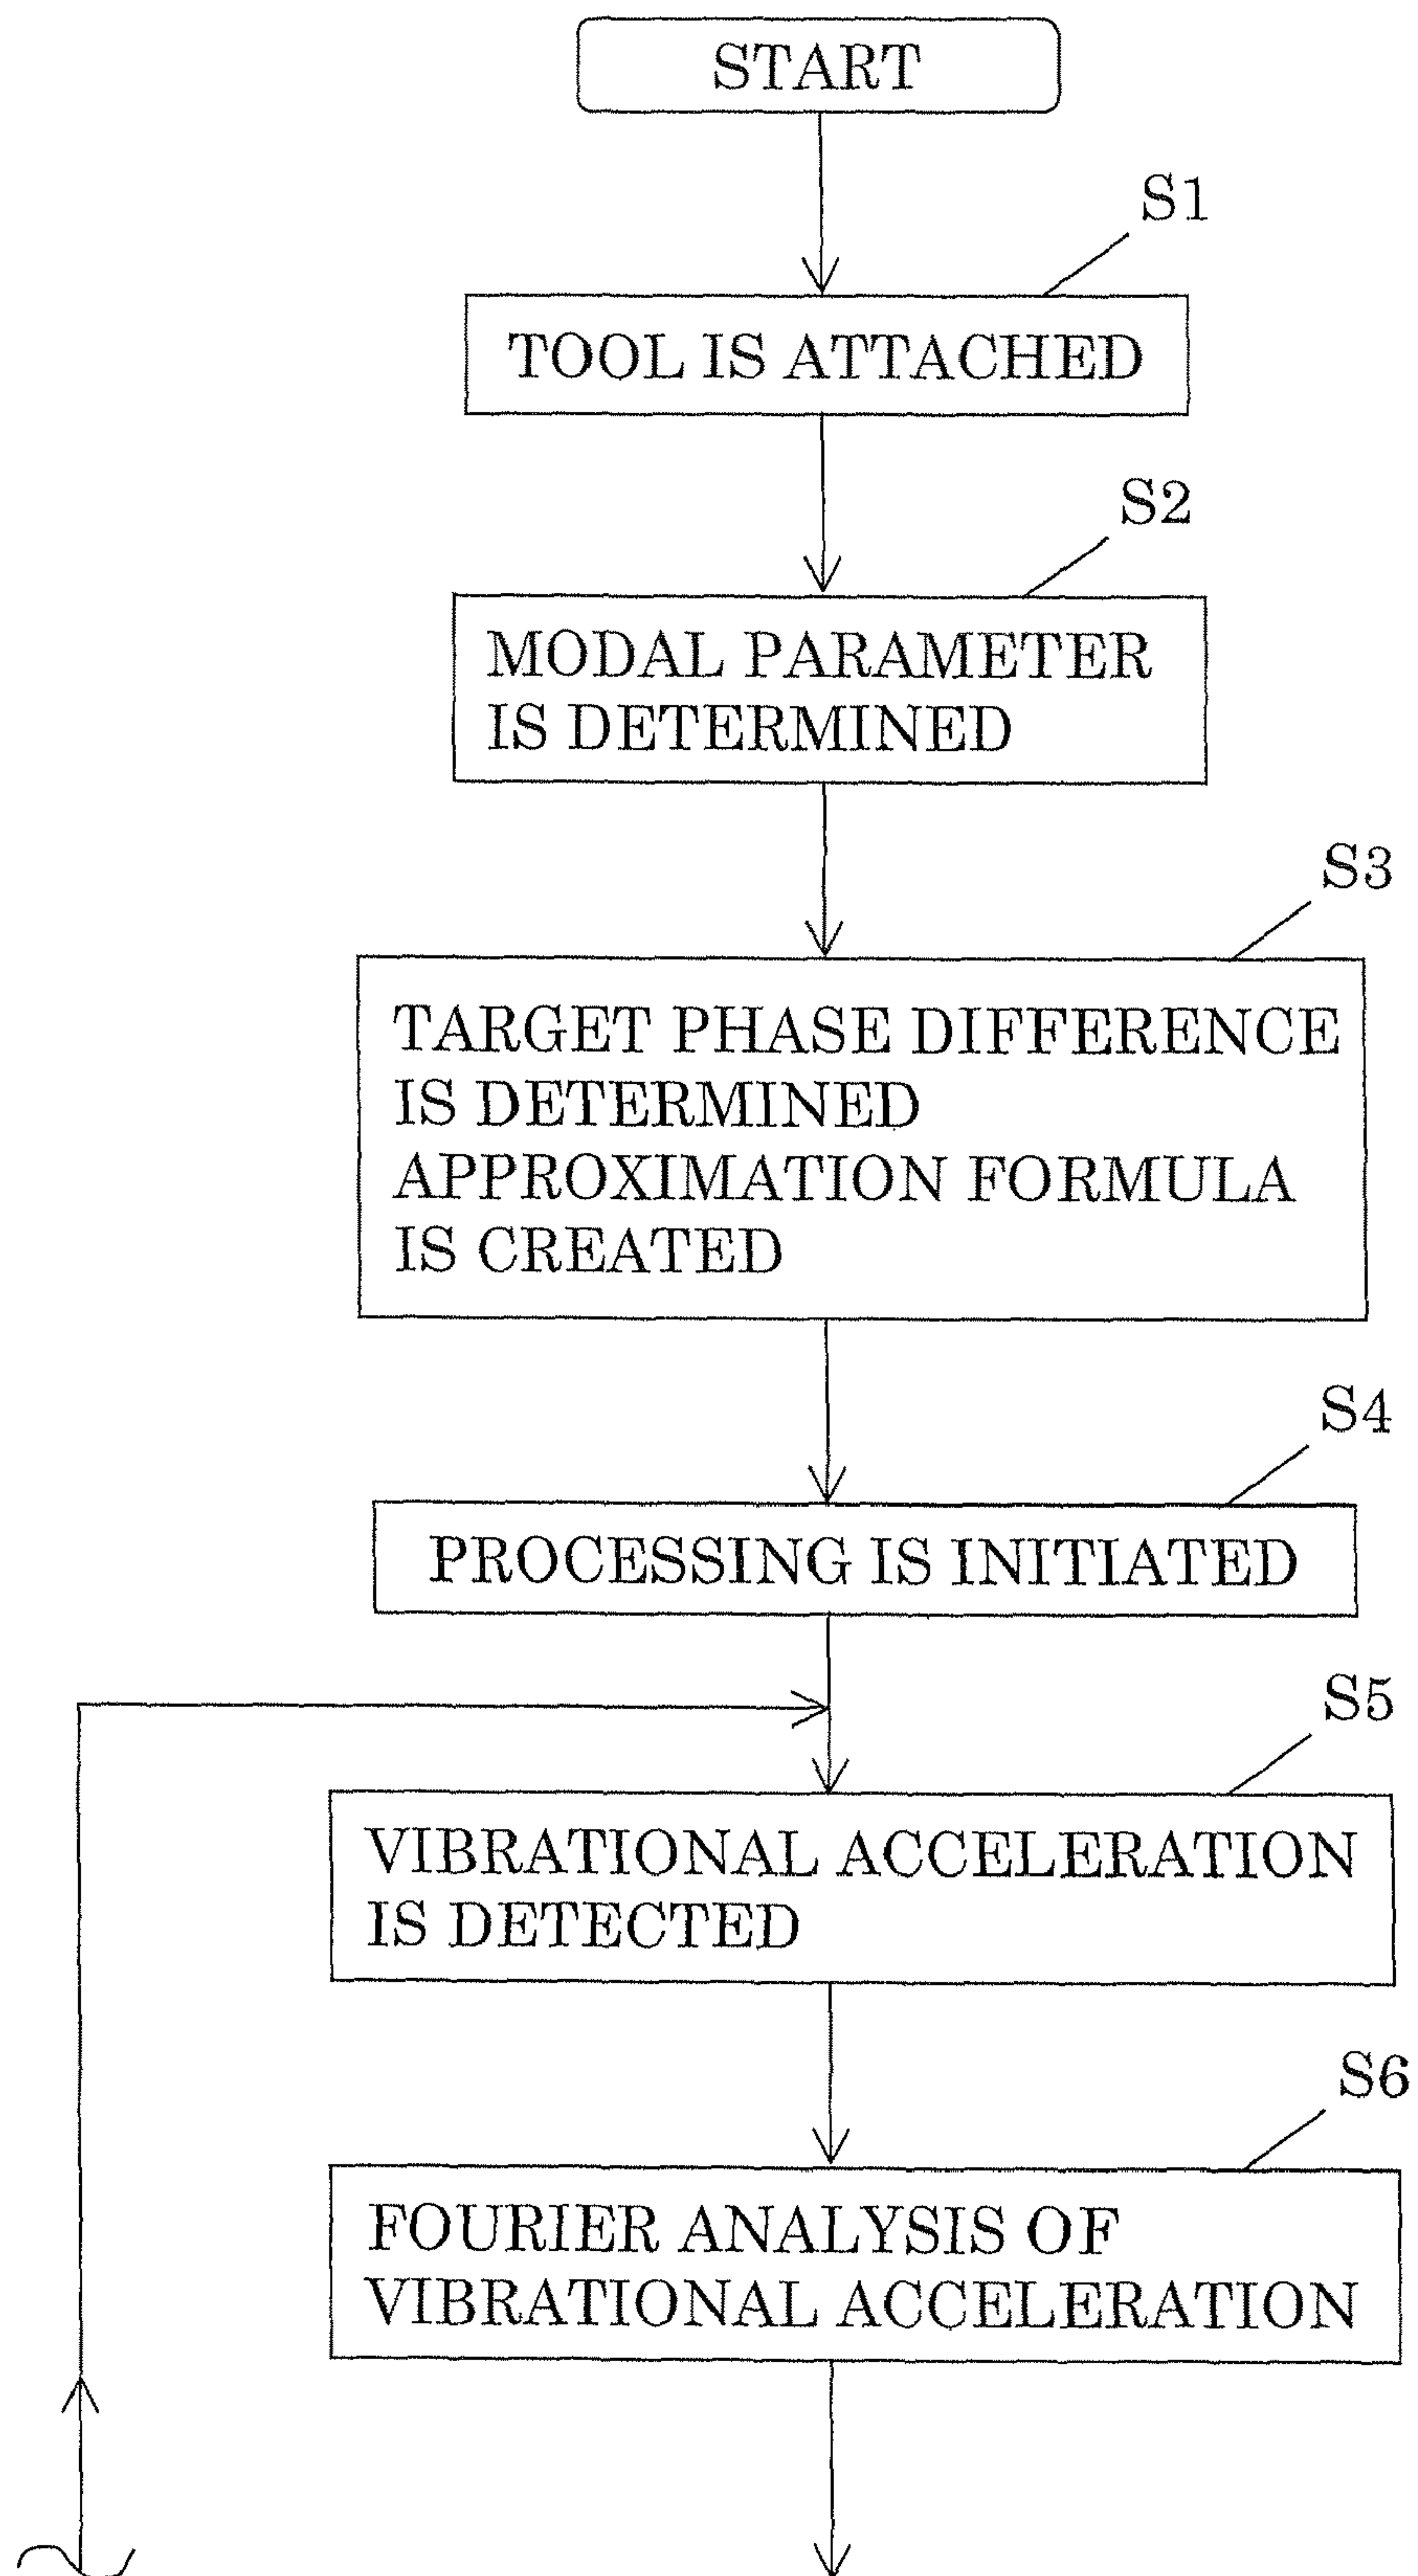 START
S1
TOOL IS ATTACHED
S2
MODAL PARAMETER
IS DETERMINED
S3
TARGET PHASE DIFFERENCE
IS DETERMINED
APPROXIMATION FORMULA
IS CREATED
S4
PROCESSING IS INITIATED
S5
VIBRATIONAL ACCELERATION
IS DETECTED
S6
FOURIER ANALYSIS OF
VIBRATIONAL ACCELERATION